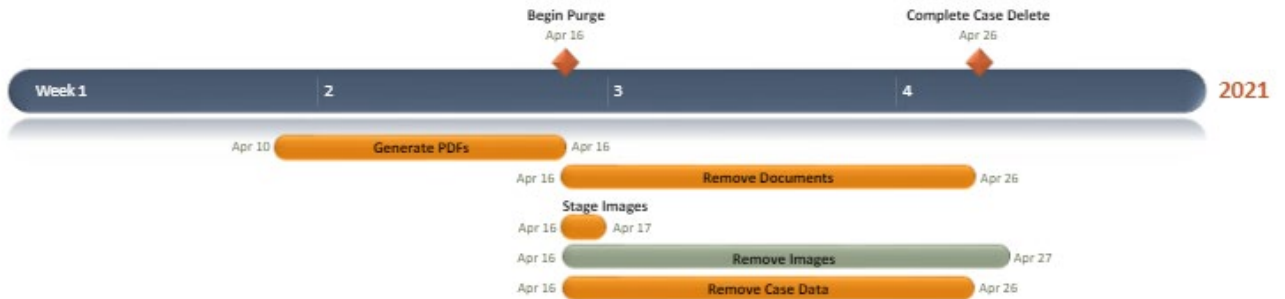 Begin Purge
Apr 16
Complete Case Delete
Apr 26
Week 1 2 3 4 2021
Apr 10 Generate PDFs Apr 16
Apr 16 Remove Documents Apr 26
Stage Images
Apr 16 Apr 17
Apr 16 Remove Images Apr 27
Apr 16 Remove Case Data Apr 26